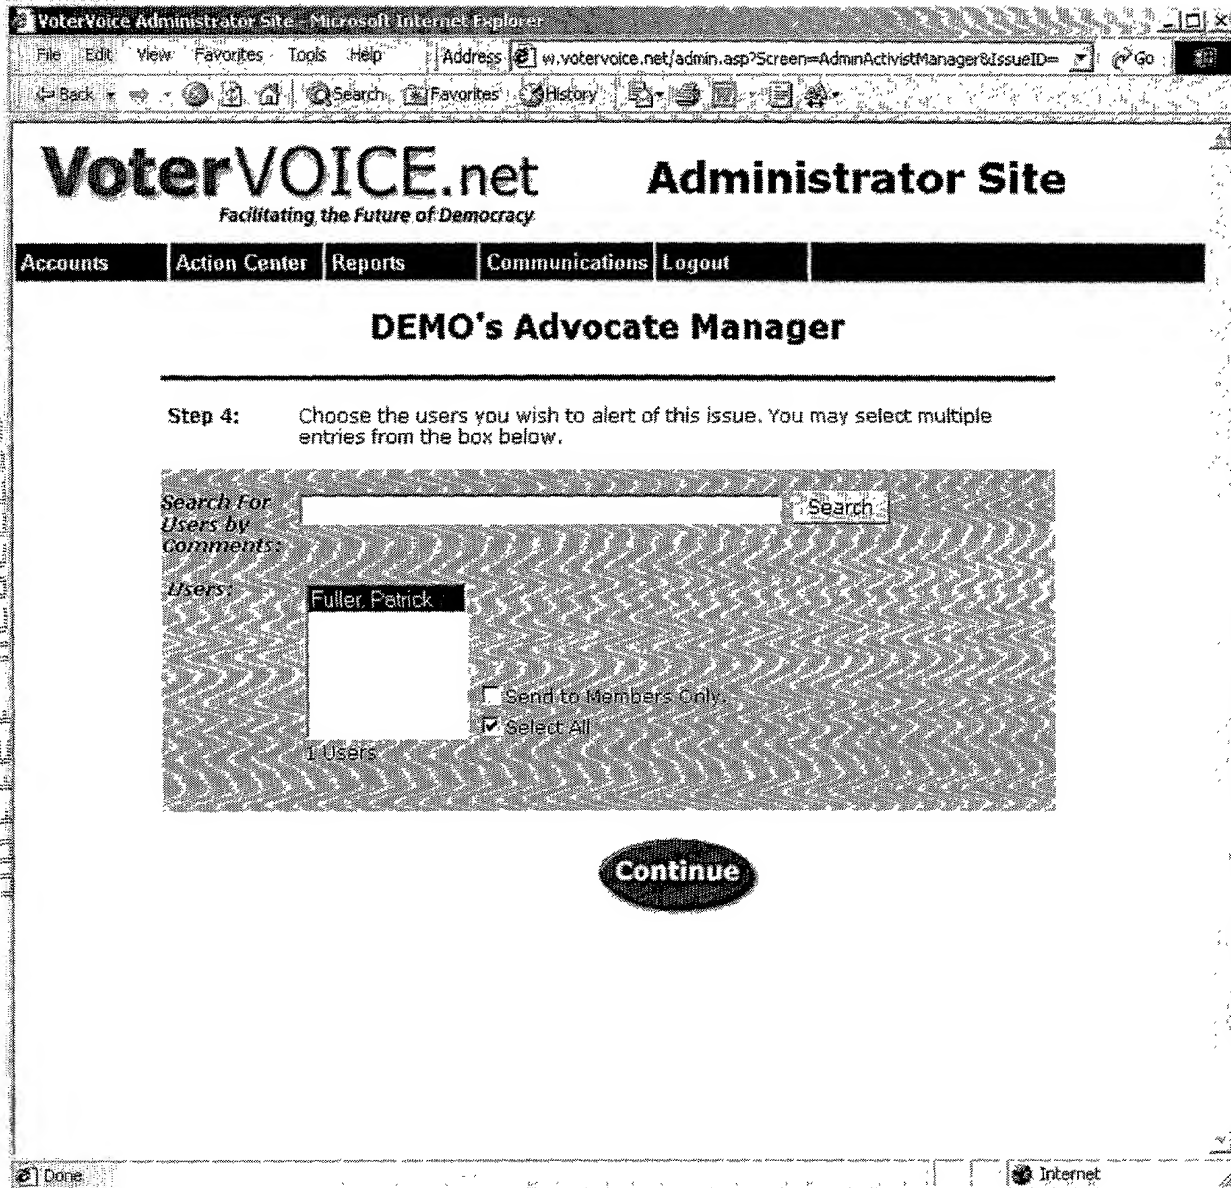 VoterVoice Administrator Site - Microsoft Internet Explorer
File Edit View Favorites Tools Help Address w.votervoice.net/admin.asp?Screen=AdminActivistManager&IssueID= Go
Back Search Favorites History
VoterVOICE.net
Facilitating the Future of Democracy
Administrator Site
Accounts Action Center Reports Communications Logout
DEMO's Advocate Manager
Step 4: Choose the users you wish to alert of this issue. You may select multiple
entries from the box below.
Search For
Users by
Comments:
Search
Users:
Fuller, Patrick
Send to Members Only.
Select All
1 Users
Continue
Done Internet